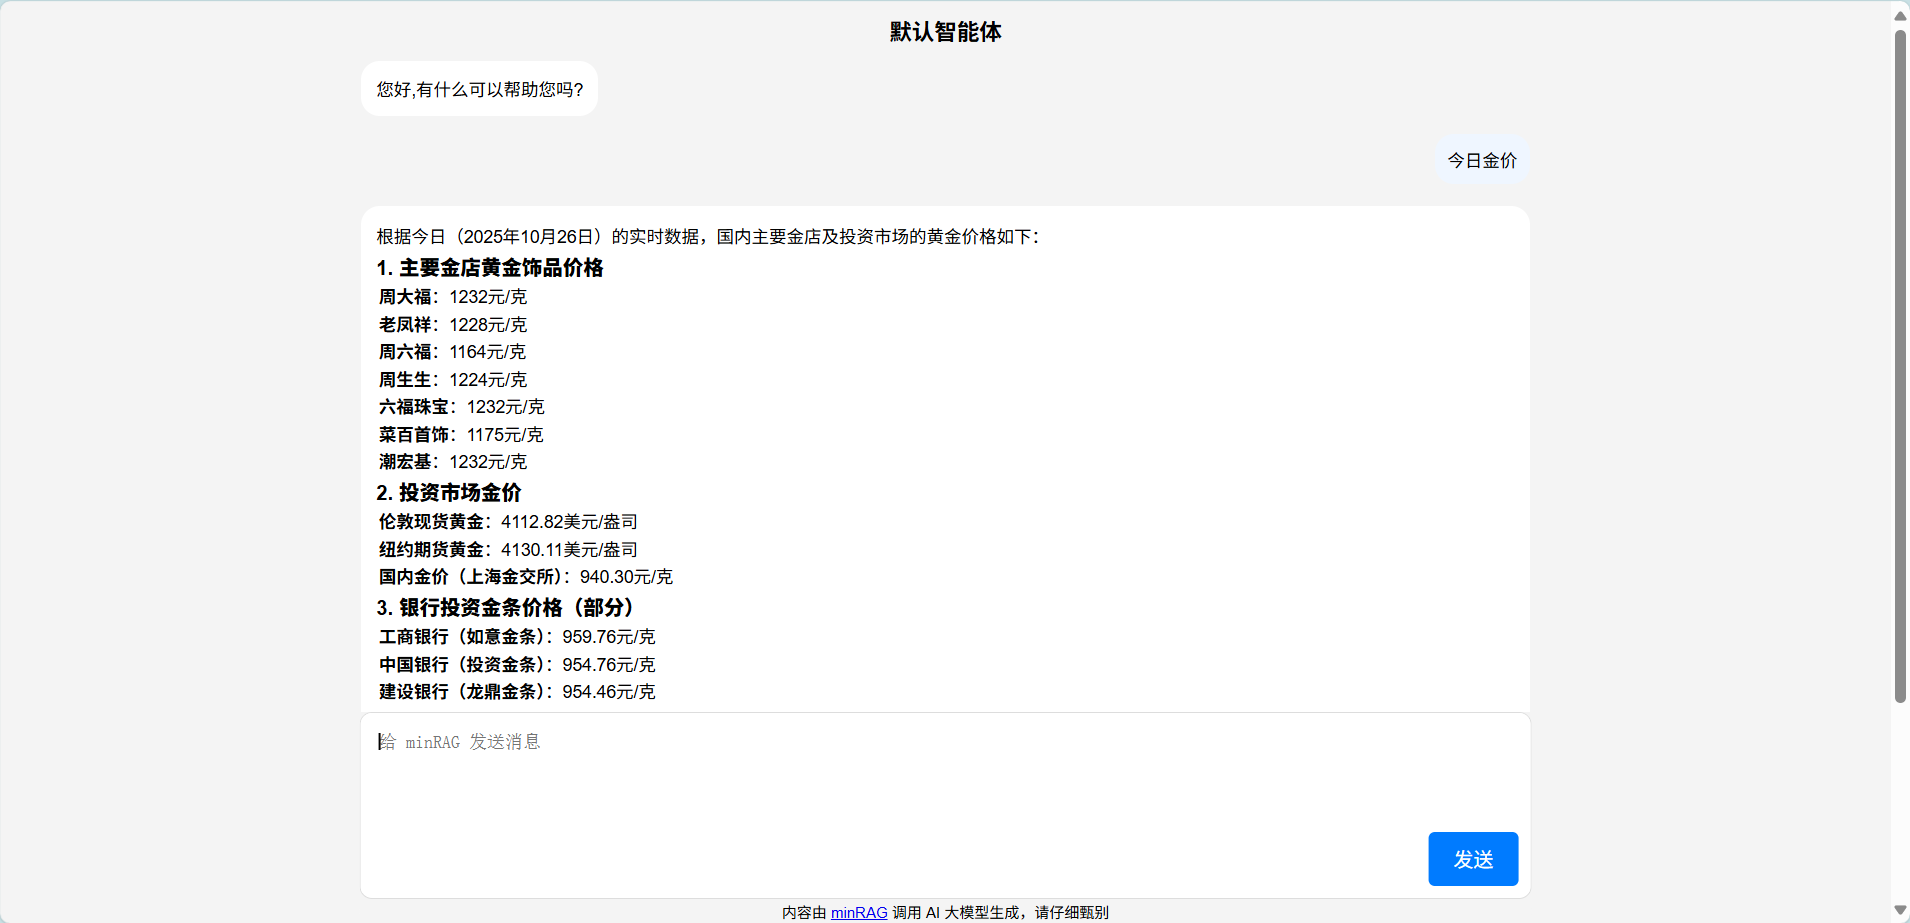 默认智能体
您好,有什么可以帮助您吗?
今日金价
根据今日（2025年10月26日）的实时数据，国内主要金店及投资市场的黄金价格如下：
1. 主要金店黄金饰品价格
周大福：1232元/克
老凤祥：1228元/克
周六福：1164元/克
周生生：1224元/克
六福珠宝：1232元/克
菜百首饰：1175元/克
潮宏基：1232元/克
2. 投资市场金价
伦敦现货黄金：4112.82美元/盎司
纽约期货黄金：4130.11美元/盎司
国内金价（上海金交所）：940.30元/克
3. 银行投资金条价格（部分）
工商银行（如意金条）：959.76元/克
中国银行（投资金条）：954.76元/克
建设银行（龙鼎金条）：954.46元/克
给 minRAG 发送消息
发送
内容由 minRAG 调用 AI 大模型生成，请仔细甄别